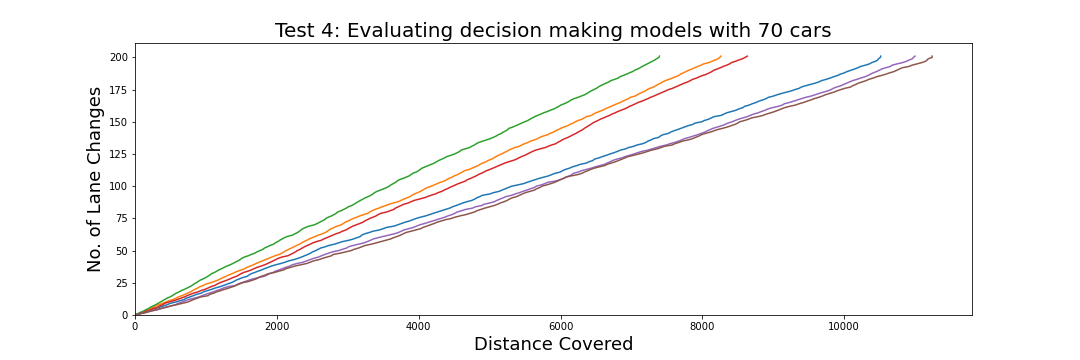 Test 4: Evaluating decision making models with 70 cars
No. of Lane Changes
200
175
150
125
100
75
50
25
0
0 2000 4000 6000 8000 10000
Distance Covered